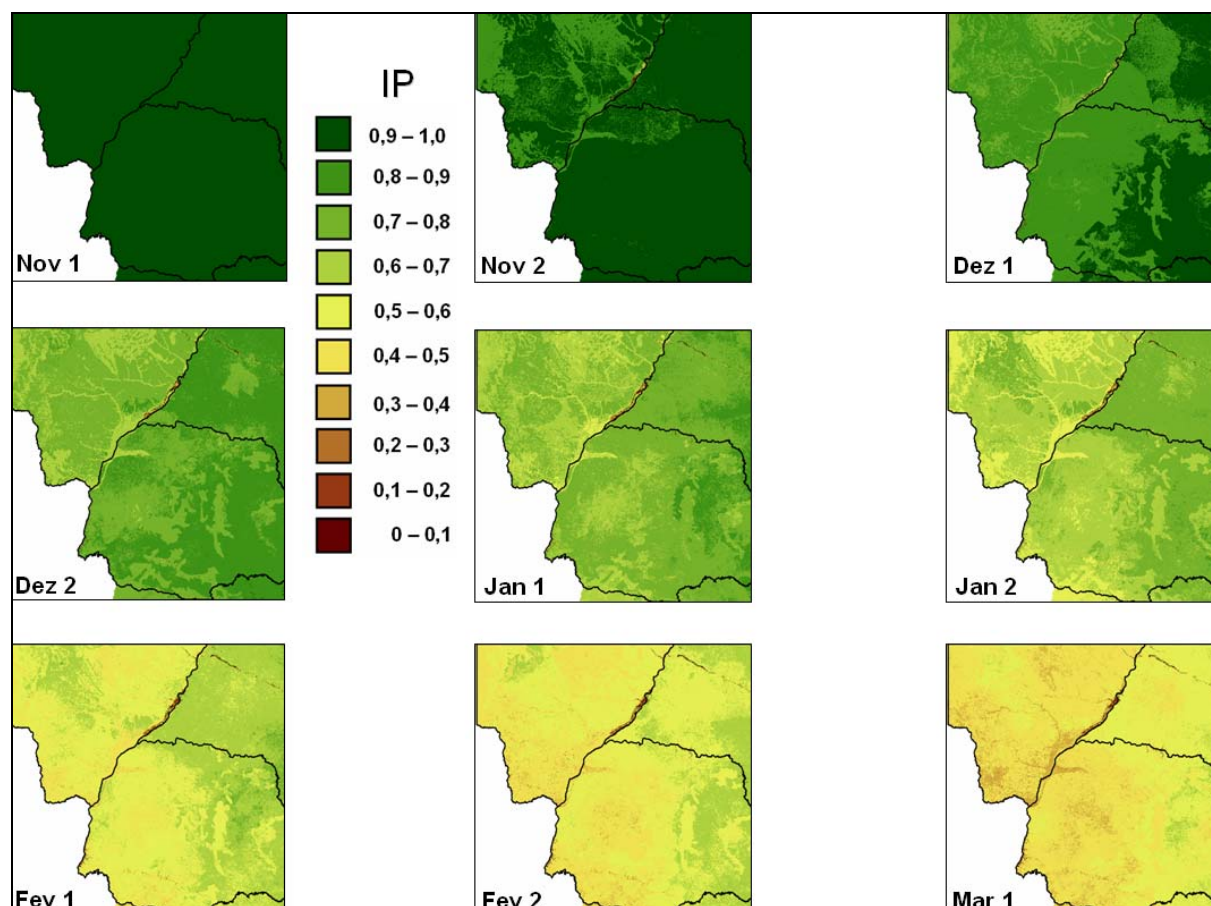 IP
0,9 – 1,0
0,8 – 0,9
0,7 – 0,8
0,6 – 0,7
0,5 – 0,6
0,4 – 0,5
0,3 – 0,4
0,2 – 0,3
0,1 – 0,2
0 – 0,1
Nov 1
Nov 2
Dez 1
Dez 2
Jan 1
Jan 2
Fev 1
Fev 2
Mar 1